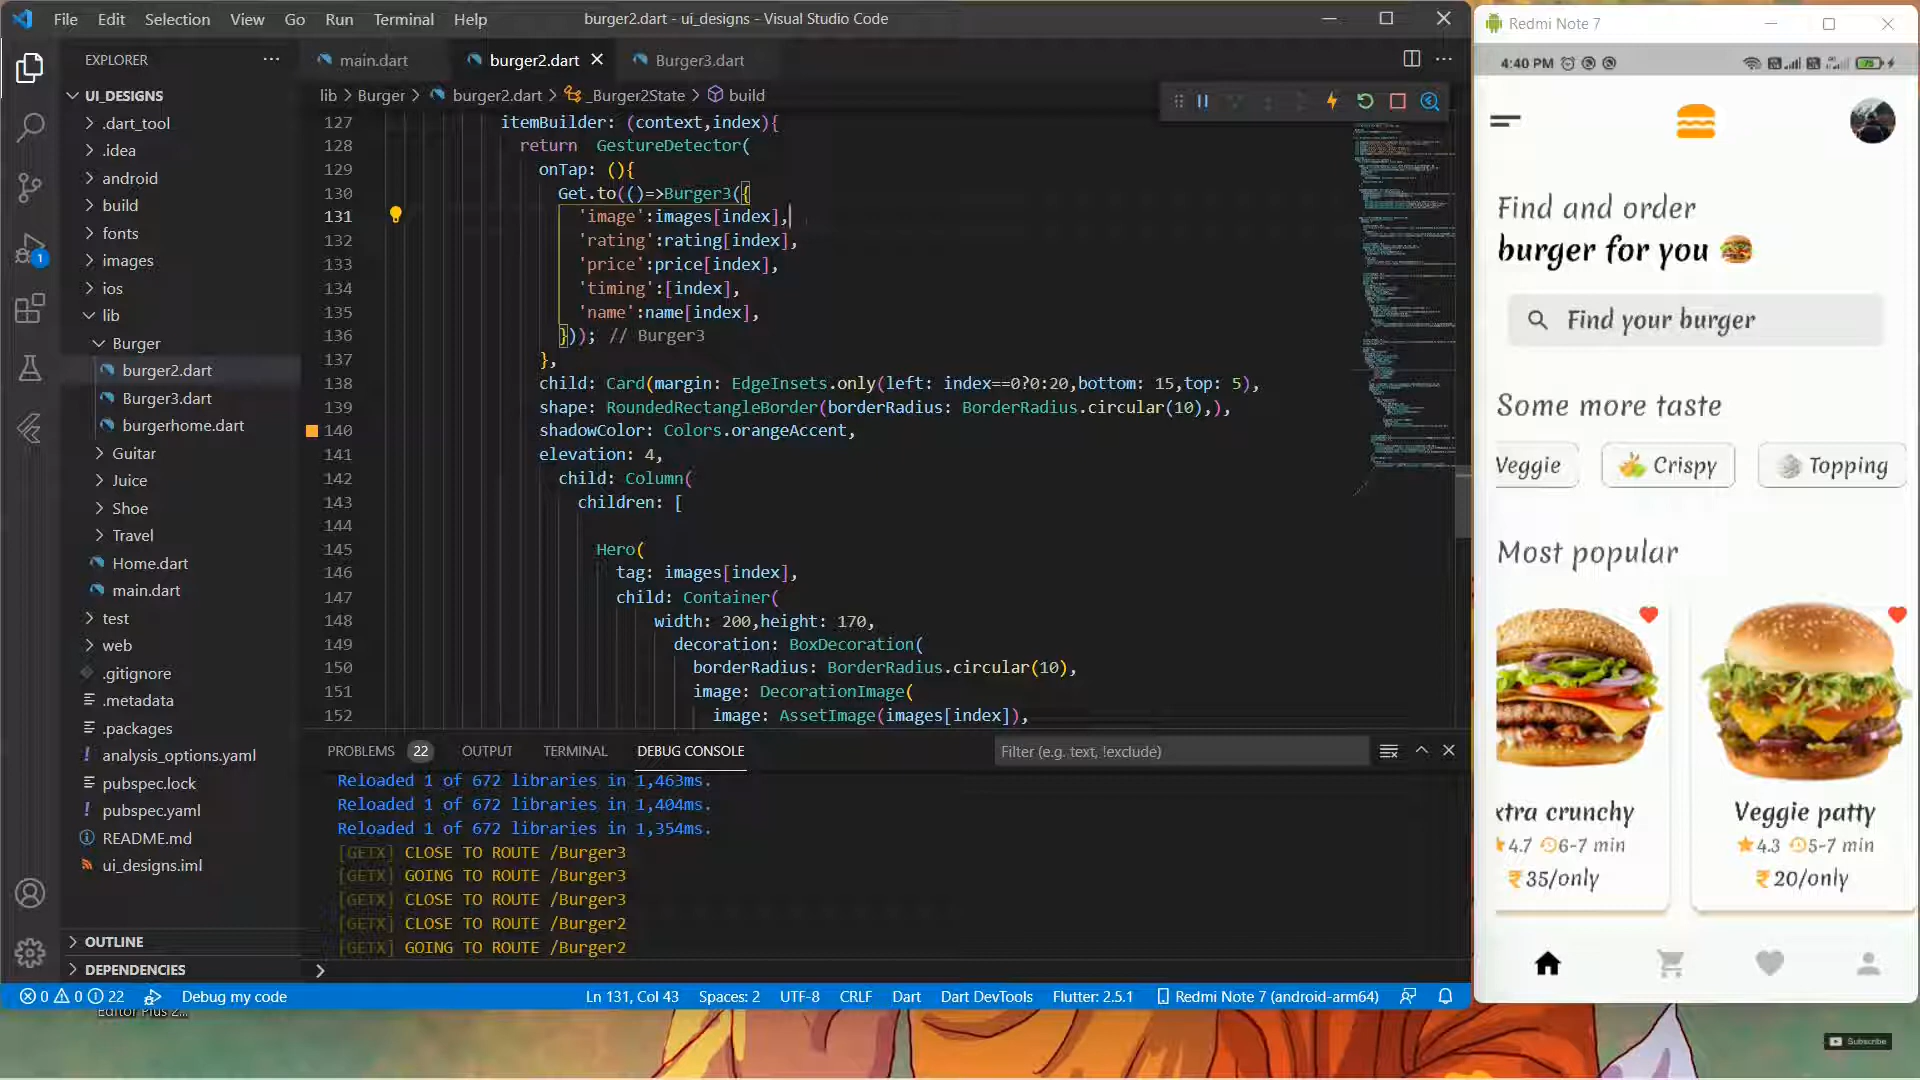 File Edit Selection View Go Run Terminal Help
burger2.dart - ui_designs - Visual Studio Code
EXPLORER
UI_DESIGNS
.dart_tool
.idea
android
build
fonts
images
ios
lib
Burger
burger2.dart
Burger3.dart
burgerhome.dart
Guitar
Juice
Shoe
Travel
Home.dart
main.dart
test
web
.gitignore
.metadata
.packages
analysis_options.yaml
pubspec.lock
pubspec.yaml
README.md
ui_designs.iml
OUTLINE
DEPENDENCIES
1
main.dart burger2.dart Burger3.dart
lib > Burger > burger2.dart > _Burger2State > build
127 itemBuilder: (context,index){
128 return GestureDetector(
129 onTap: (){
130 Get.to(()=>Burger3({
131 'image':images[index],
132 'rating':rating[index],
133 'price':price[index],
134 'timing':[index],
135 'name':name[index],
136 })); // Burger3
137 },
138 child: Card(margin: EdgeInsets.only(left: index==0?0:20,bottom: 15,top: 5),
139 shape: RoundedRectangleBorder(borderRadius: BorderRadius.circular(10),),
140 shadowColor: Colors.orangeAccent,
141 elevation: 4,
142 child: Column(
143 children: [
144
145 Hero(
146 tag: images[index],
147 child: Container(
148 width: 200,height: 170,
149 decoration: BoxDecoration(
150 borderRadius: BorderRadius.circular(10),
151 image: DecorationImage(
152 image: AssetImage(images[index]),
PROBLEMS 22 OUTPUT TERMINAL DEBUG CONSOLE
Filter (e.g. text, !exclude)
Reloaded 1 of 672 libraries in 1,463ms.
Reloaded 1 of 672 libraries in 1,404ms.
Reloaded 1 of 672 libraries in 1,354ms.
[GETX] CLOSE TO ROUTE /Burger3
[GETX] GOING TO ROUTE /Burger3
[GETX] CLOSE TO ROUTE /Burger3
[GETX] CLOSE TO ROUTE /Burger2
[GETX] GOING TO ROUTE /Burger2
0 0 22 Debug my code
Ln 131, Col 43 Spaces: 2 UTF-8 CRLF Dart Dart DevTools Flutter: 2.5.1 Redmi Note 7 (android-arm64)
Editor Plus 2...
Redmi Note 7
4:40 PM
75
Find and order
burger for you
Find your burger
Some more taste
Veggie Crispy Topping
Most popular
xtra crunchy
4.7 6-7 min
₹35/only
Veggie patty
4.3 5-7 min
₹20/only
Subscribe